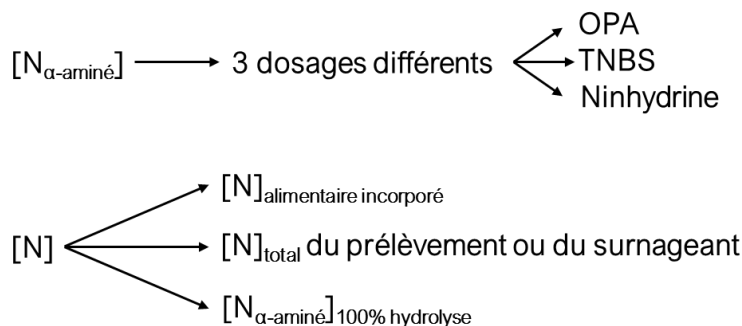 [Nα-aminé] 3 dosages différents
OPA
TNBS
Ninhydrine
[N]
[N]alimentaire incorporé
[N]total du prélèvement ou du surnageant
[Nα-aminé]100% hydrolyse